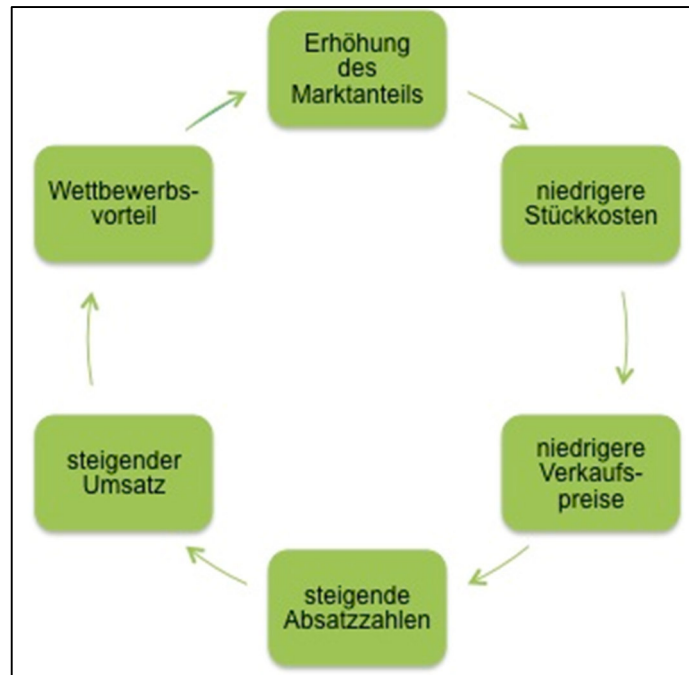 Erhöhung
des
Marktanteils
niedrigere
Stückkosten
niedrigere
Verkaufs-
preise
steigende
Absatzzahlen
steigender
Umsatz
Wettbewerbs-
vorteil